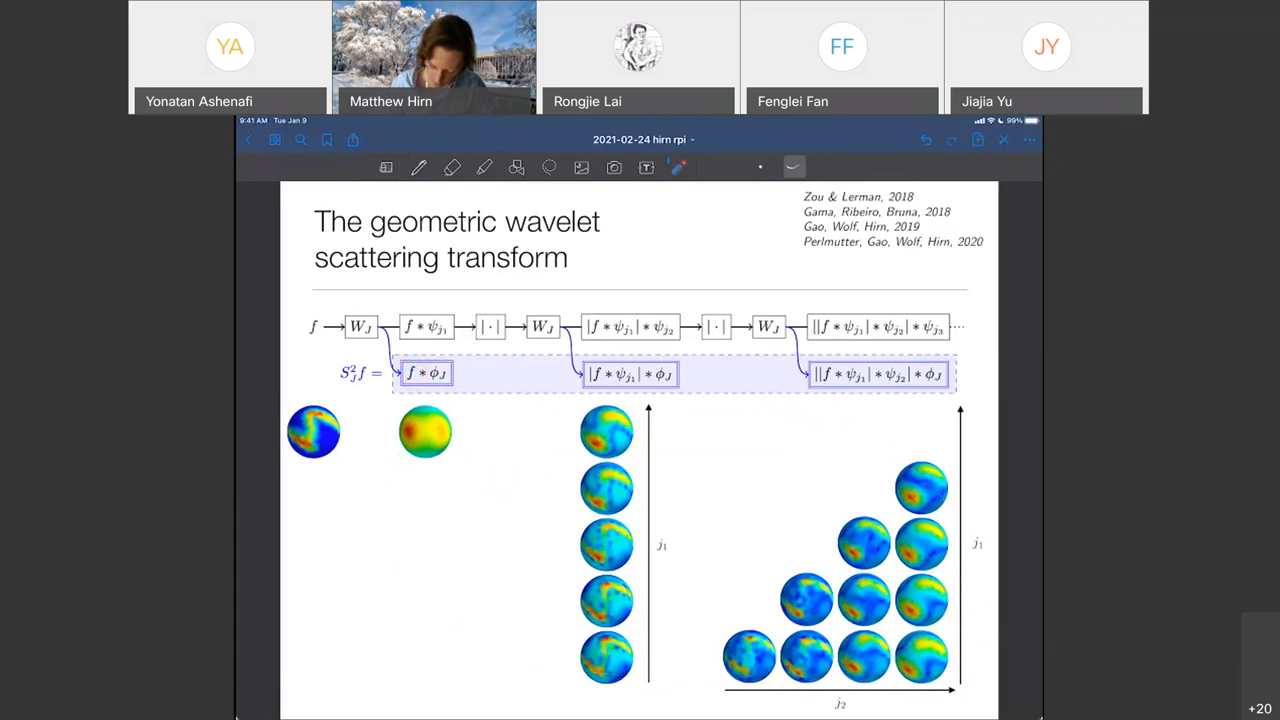 YA
FF
JY
Yonatan Ashenafi
Matthew Hirn
Rongjie Lai
Fenglei Fan
Jiajia Yu
9:41 AM Tue Jan 9
99%
2021-02-24 hirn rpi
T
The geometric wavelet
scattering transform
Zou & Lerman, 2018
Gama, Ribeiro, Bruna, 2018
Gao, Wolf, Hirn, 2019
Perlmutter, Gao, Wolf, Hirn, 2020
f W_J f * ψ_{j_1} | · | W_J |f * ψ_{j_1}| * ψ_{j_2} | · | W_J ||f * ψ_{j_1}| * ψ_{j_2}| * ψ_{j_3} ...
S_J^2 f = f * ϕ_J |f * ψ_{j_1}| * ϕ_J ||f * ψ_{j_1}| * ψ_{j_2}| * ϕ_J
j_1
j_1
j_2
+20